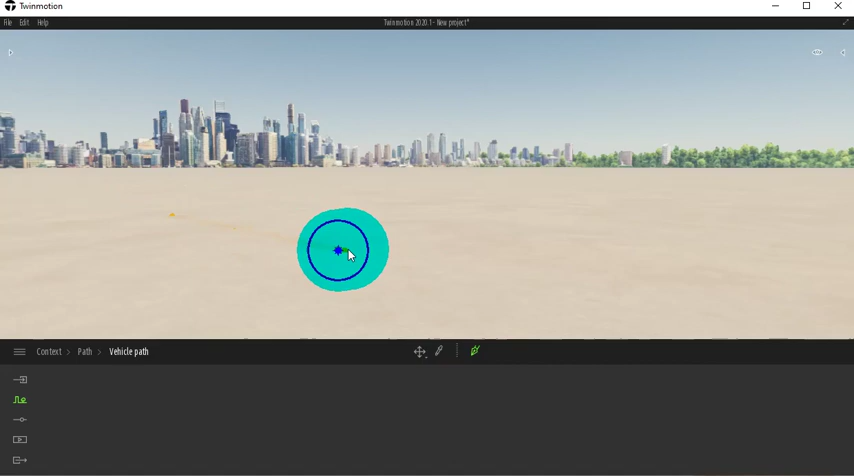 Twinmotion
File Edit Help
Twinmotion 2020.1 - New project*
Context > Path > Vehicle path